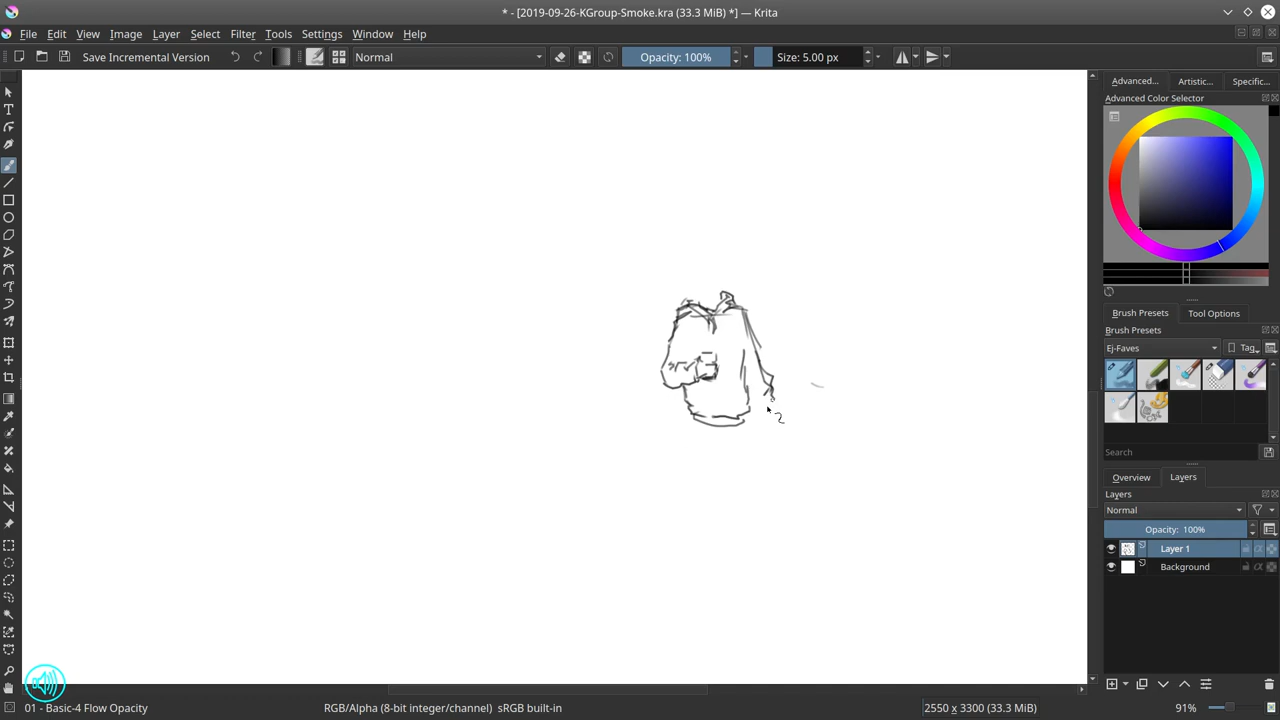 * - [2019-09-26-KGroup-Smoke.kra (33.3 MiB) *] — Krita
File Edit View Image Layer Select Filter Tools Settings Window Help
Save Incremental Version Normal Opacity: 100% Size: 5.00 px
Advanced... Artistic... Specific...
Advanced Color Selector
Brush Presets Tool Options
Brush Presets
Ej-Faves Tag
Search
Overview Layers
Layers
Normal
Opacity: 100%
Layer 1
Background
01 - Basic-4 Flow Opacity RGB/Alpha (8-bit integer/channel) sRGB built-in 2550 x 3300 (33.3 MiB) 91%